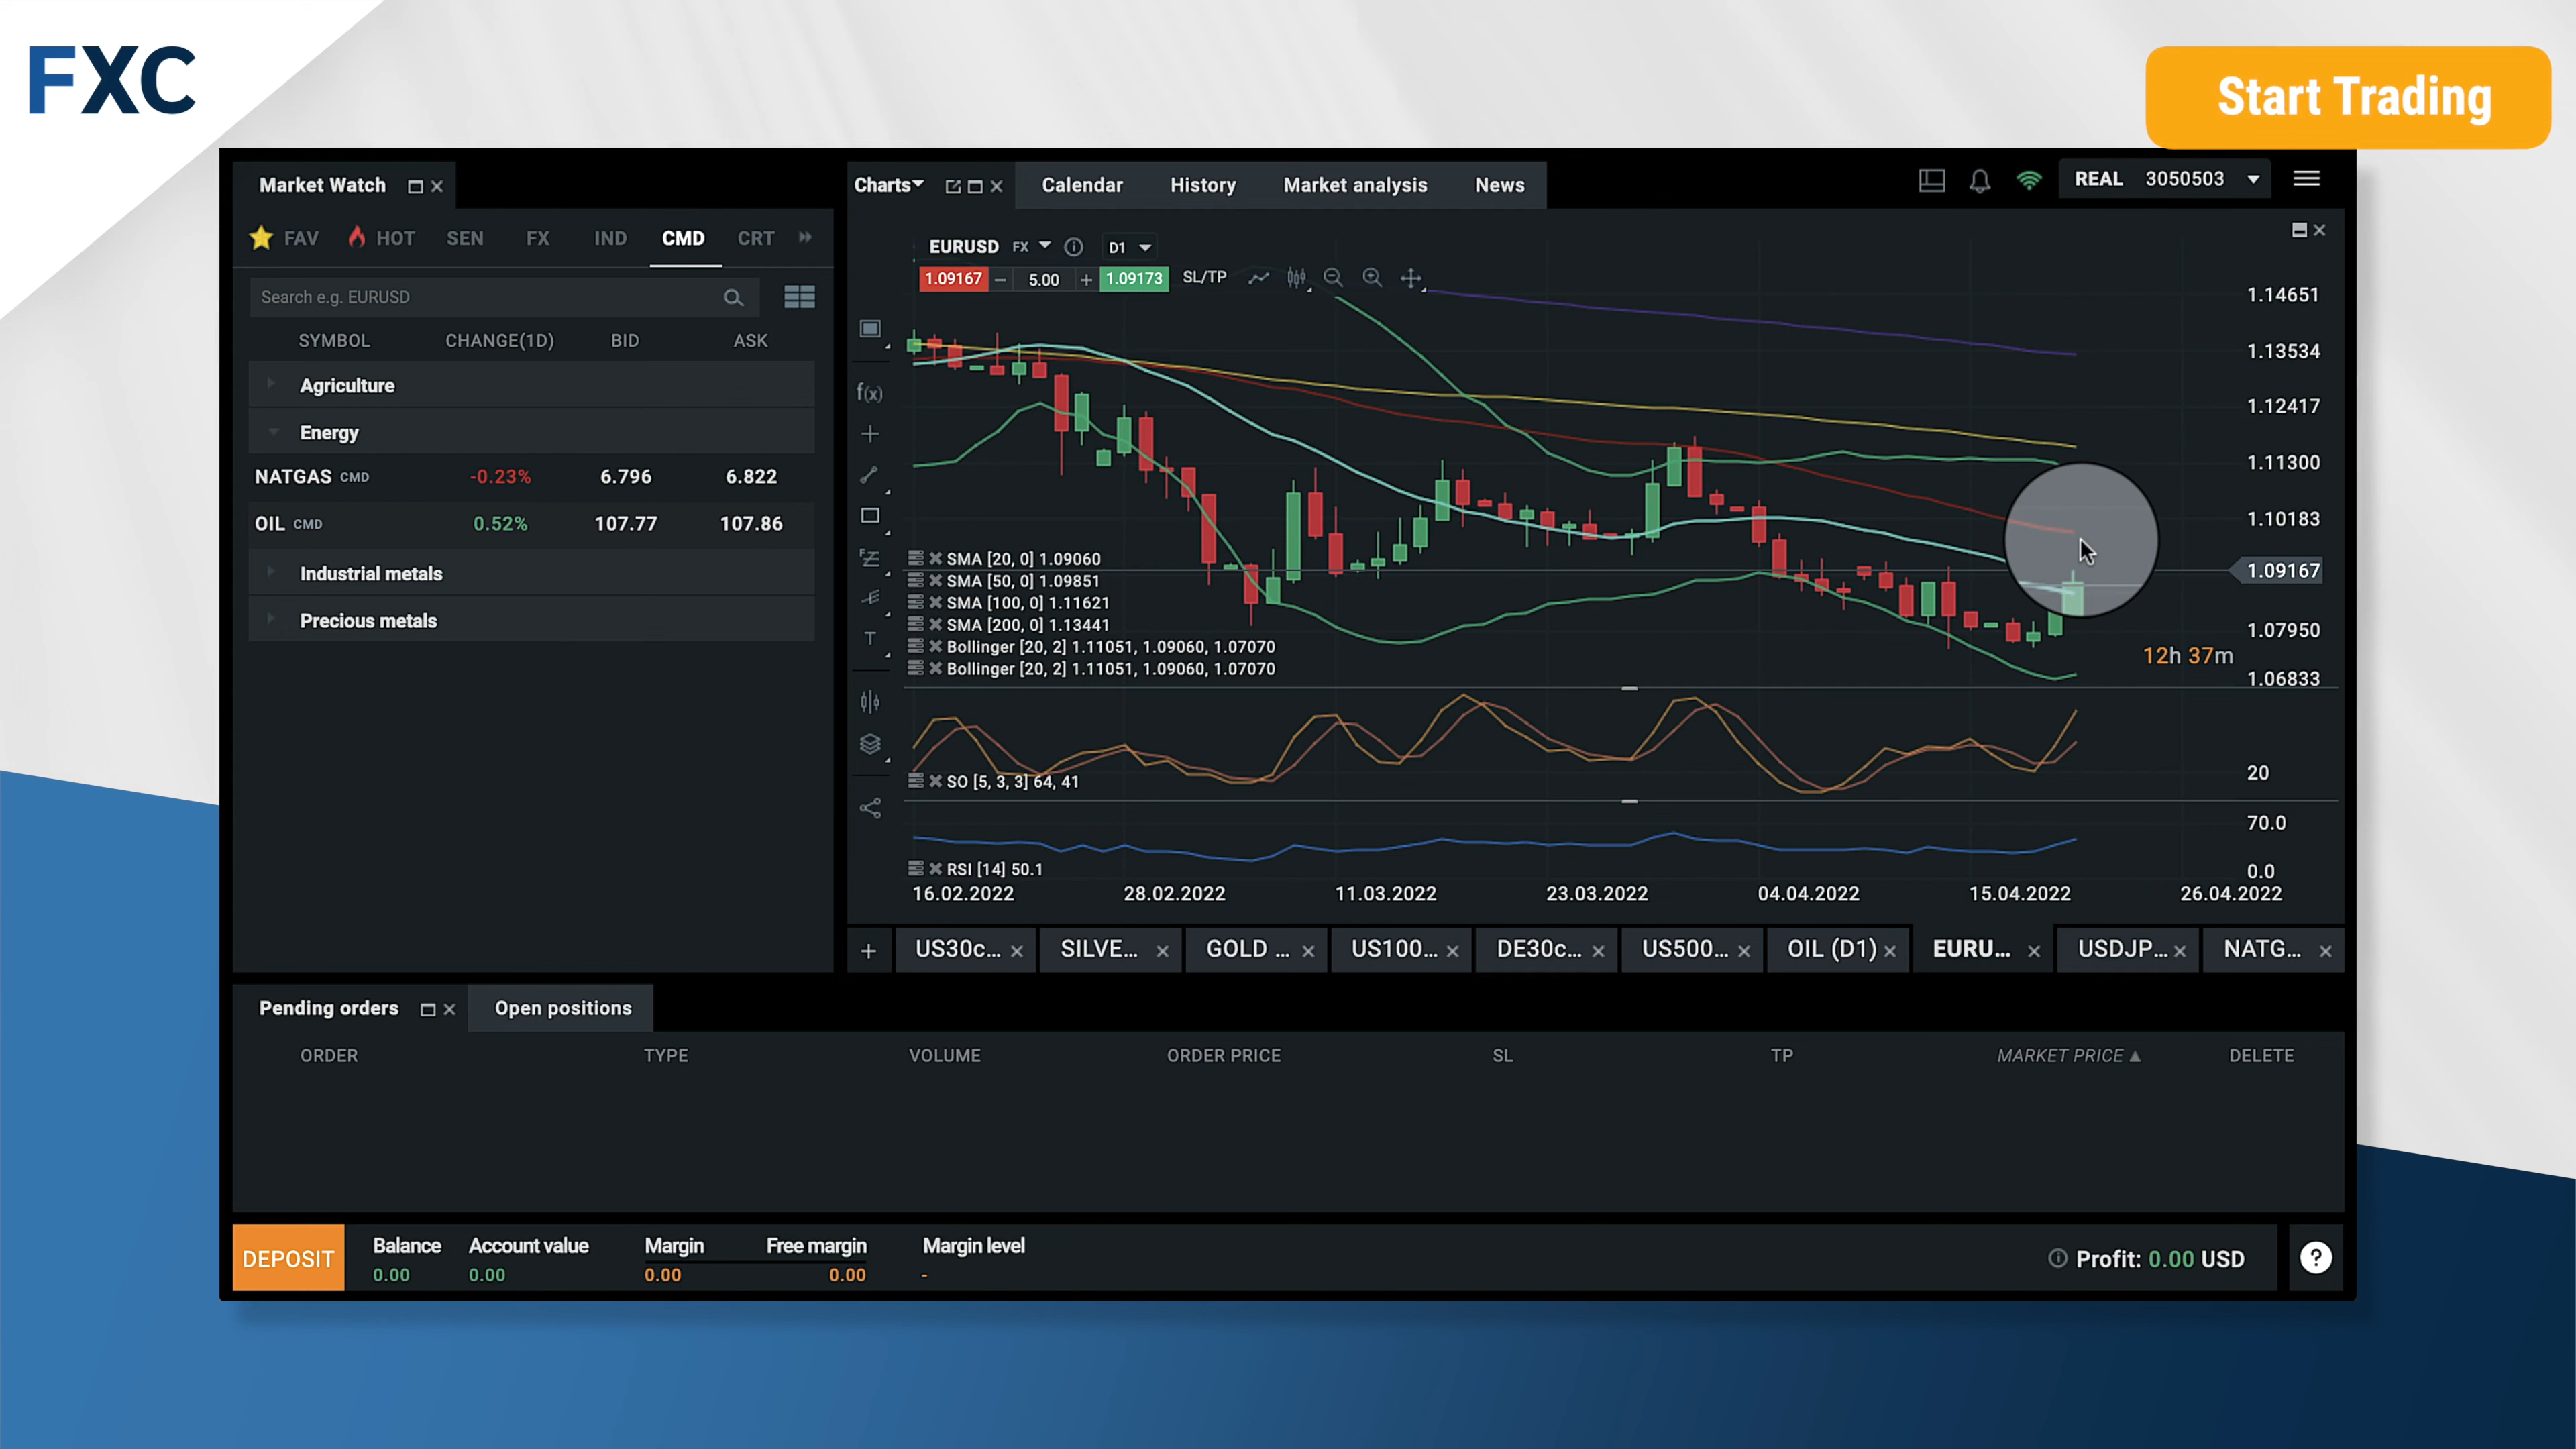 FXC
Start Trading
Market Watch
FAV HOT SEN FX IND CMD CRT
Search e.g. EURUSD
SYMBOL CHANGE(1D) BID ASK
Agriculture
Energy
NATGAS CMD -0.23% 6.796 6.822
OIL CMD 0.52% 107.77 107.86
Industrial metals
Precious metals
Charts Calendar History Market analysis News
REAL 3050503
EURUSD FX D1
1.09167 − 5.00 + 1.09173 SL/TP
f(x)
T
1.14651
1.13534
1.12417
1.11300
1.10183
1.09167
1.07950
1.06833
12h 37m
SMA [20, 0] 1.09060
SMA [50, 0] 1.09851
SMA [100, 0] 1.11621
SMA [200, 0] 1.13441
Bollinger [20, 2] 1.11051, 1.09060, 1.07070
Bollinger [20, 2] 1.11051, 1.09060, 1.07070
SO [5, 3, 3] 64, 41
20
70.0
RSI [14] 50.1
0.0
16.02.2022 28.02.2022 11.03.2022 23.03.2022 04.04.2022 15.04.2022 26.04.2022
+ US30c... SILVE... GOLD ... US100... DE30c... US500... OIL (D1) EURU... USDJP... NATG...
Pending orders Open positions
ORDER TYPE VOLUME ORDER PRICE SL TP MARKET PRICE ▲ DELETE
DEPOSIT
Balance Account value Margin Free margin Margin level
0.00 0.00 0.00 0.00 -
Profit: 0.00 USD
?